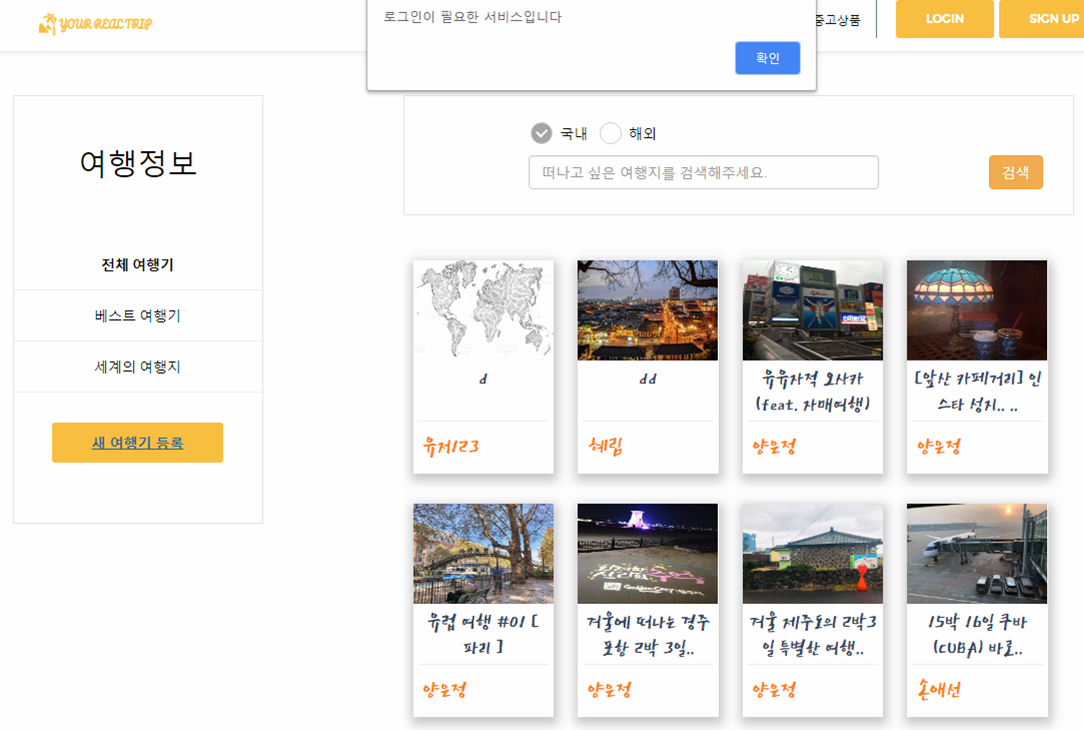 YOUR REAL TRIP
로그인이 필요한 서비스입니다
확인
중고상품
LOGIN
SIGN UP
여행정보
전체 여행기
베스트 여행기
세계의 여행지
새 여행기 등록
국내
해외
떠나고 싶은 여행지를 검색해주세요.
검색
d
유저123
dd
혜림
유유자적 오사카
(feat. 자매여행)
양윤정
[앞산 카페거리] 인
스타 성지.. ..
양윤정
유럽 여행 #01 [
파리 ]
양윤정
겨울에 떠나는 경주
포항 2박 3일..
양윤정
겨울 제주도의 2박3
일 특별한 여행..
양윤정
15박 16일 쿠바
(CUBA) 바로..
손애선